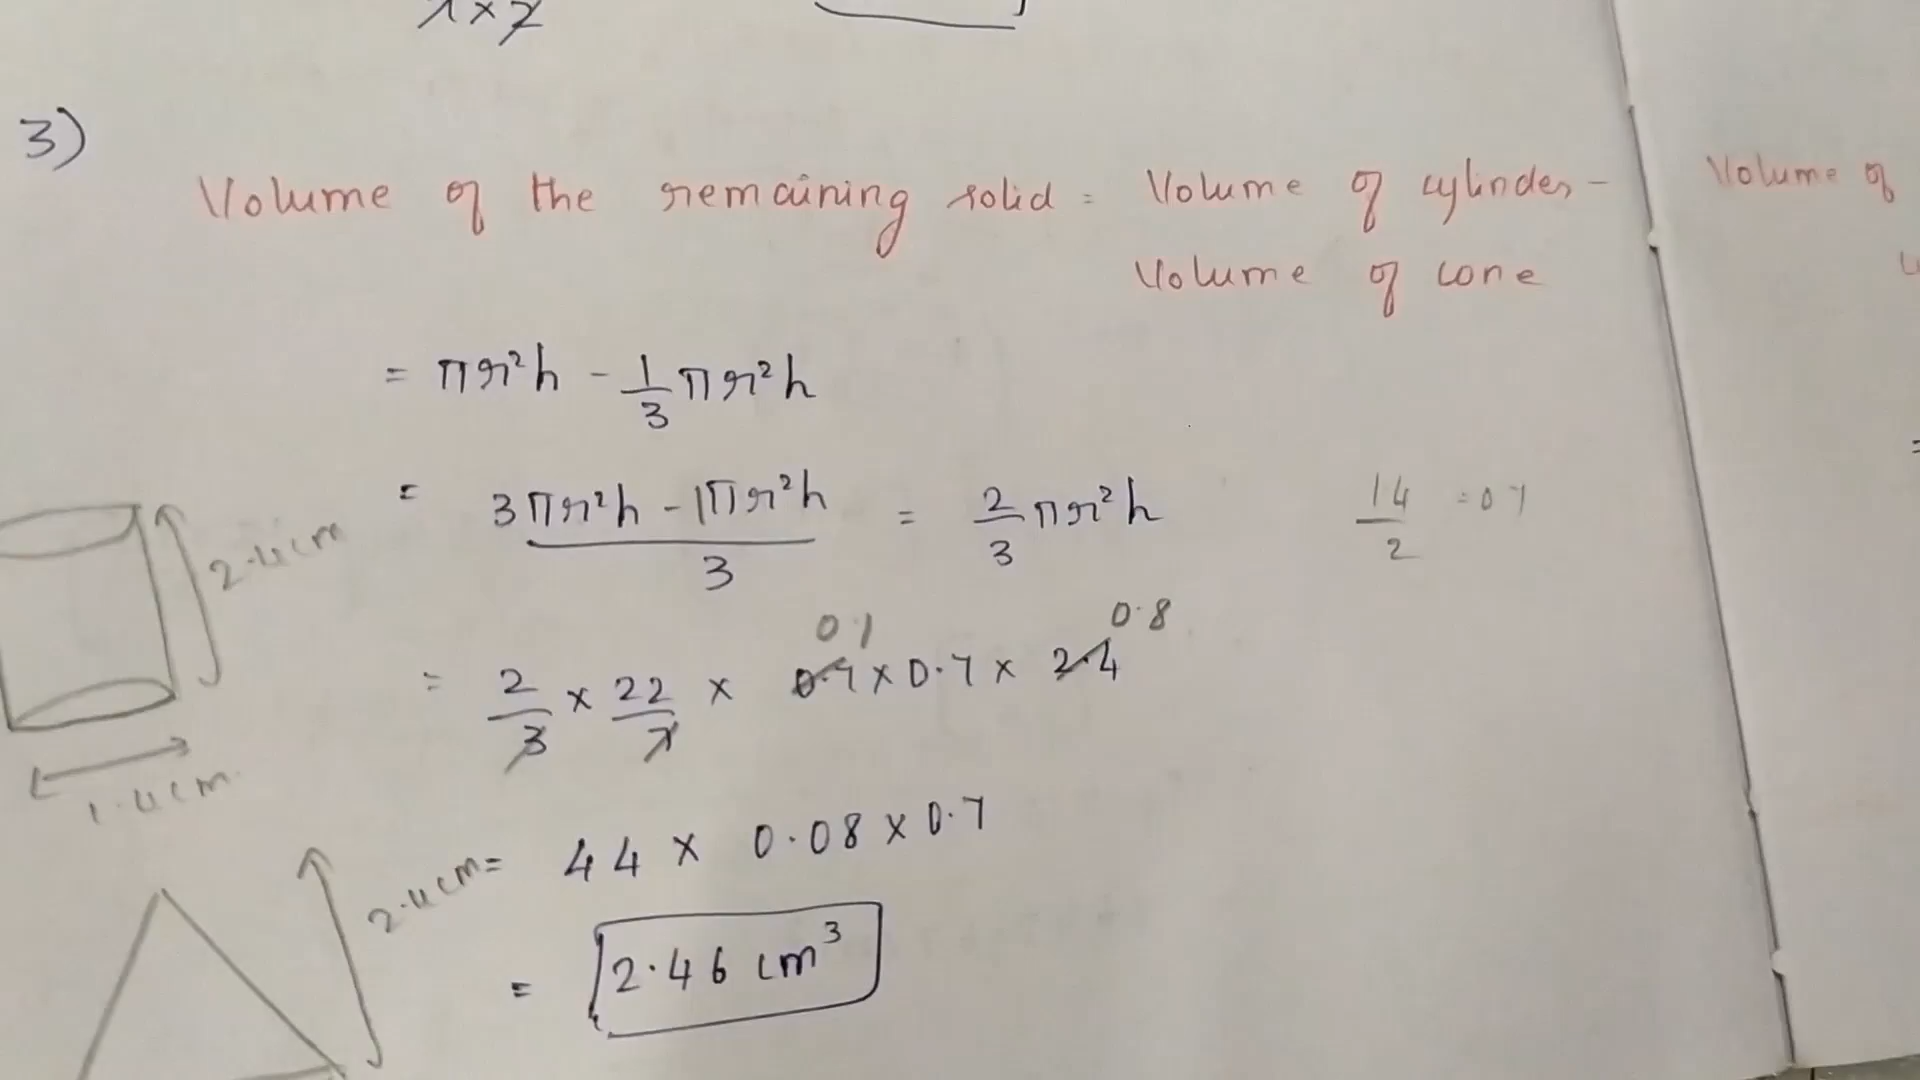 1×7
3)
Volume of the remaining solid = Volume of cylinder -
Volume of cone
Volume of
= πr²h - 1/3 πr²h
= 3πr²h - 1πr²h / 3 = 2/3 πr²h
14/2 = 07
2.4cm
0.1 0.8
= 2/3 × 22/7 × 0.7 × 0.7 × 2.4
1.4cm
= 44 × 0.08 × 0.7
2.4cm
= 2.46 cm³